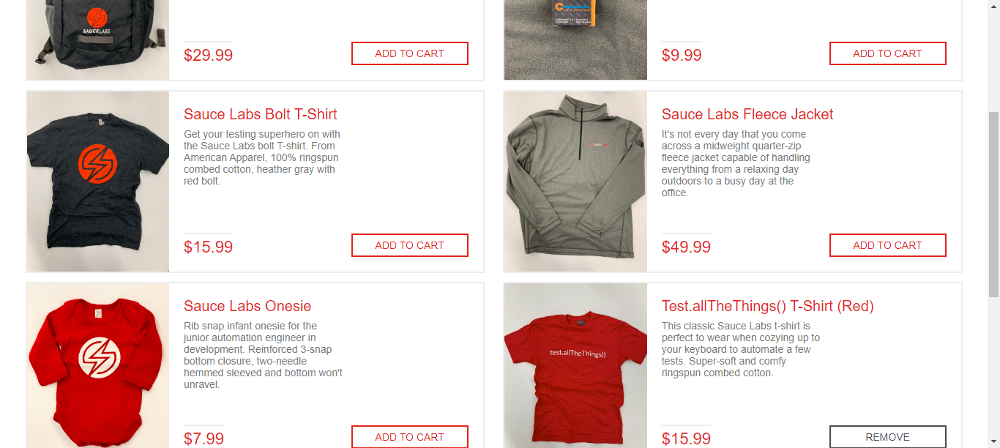 SAUCELABS
$29.99
ADD TO CART
$9.99
ADD TO CART
Sauce Labs Bolt T-Shirt
Get your testing superhero on with
the Sauce Labs bolt T-shirt. From
American Apparel, 100% ringspun
combed cotton, heather gray with
red bolt.
$15.99
ADD TO CART
Sauce Labs Fleece Jacket
It's not every day that you come
across a midweight quarter-zip
fleece jacket capable of handling
everything from a relaxing day
outdoors to a busy day at the
office.
$49.99
ADD TO CART
Sauce Labs Onesie
Rib snap infant onesie for the
junior automation engineer in
development. Reinforced 3-snap
bottom closure, two-needle
hemmed sleeved and bottom won't
unravel.
$7.99
ADD TO CART
test.allTheThings()
Test.allTheThings() T-Shirt (Red)
This classic Sauce Labs t-shirt is
perfect to wear when cozying up to
your keyboard to automate a few
tests. Super-soft and comfy
ringspun combed cotton.
$15.99
REMOVE